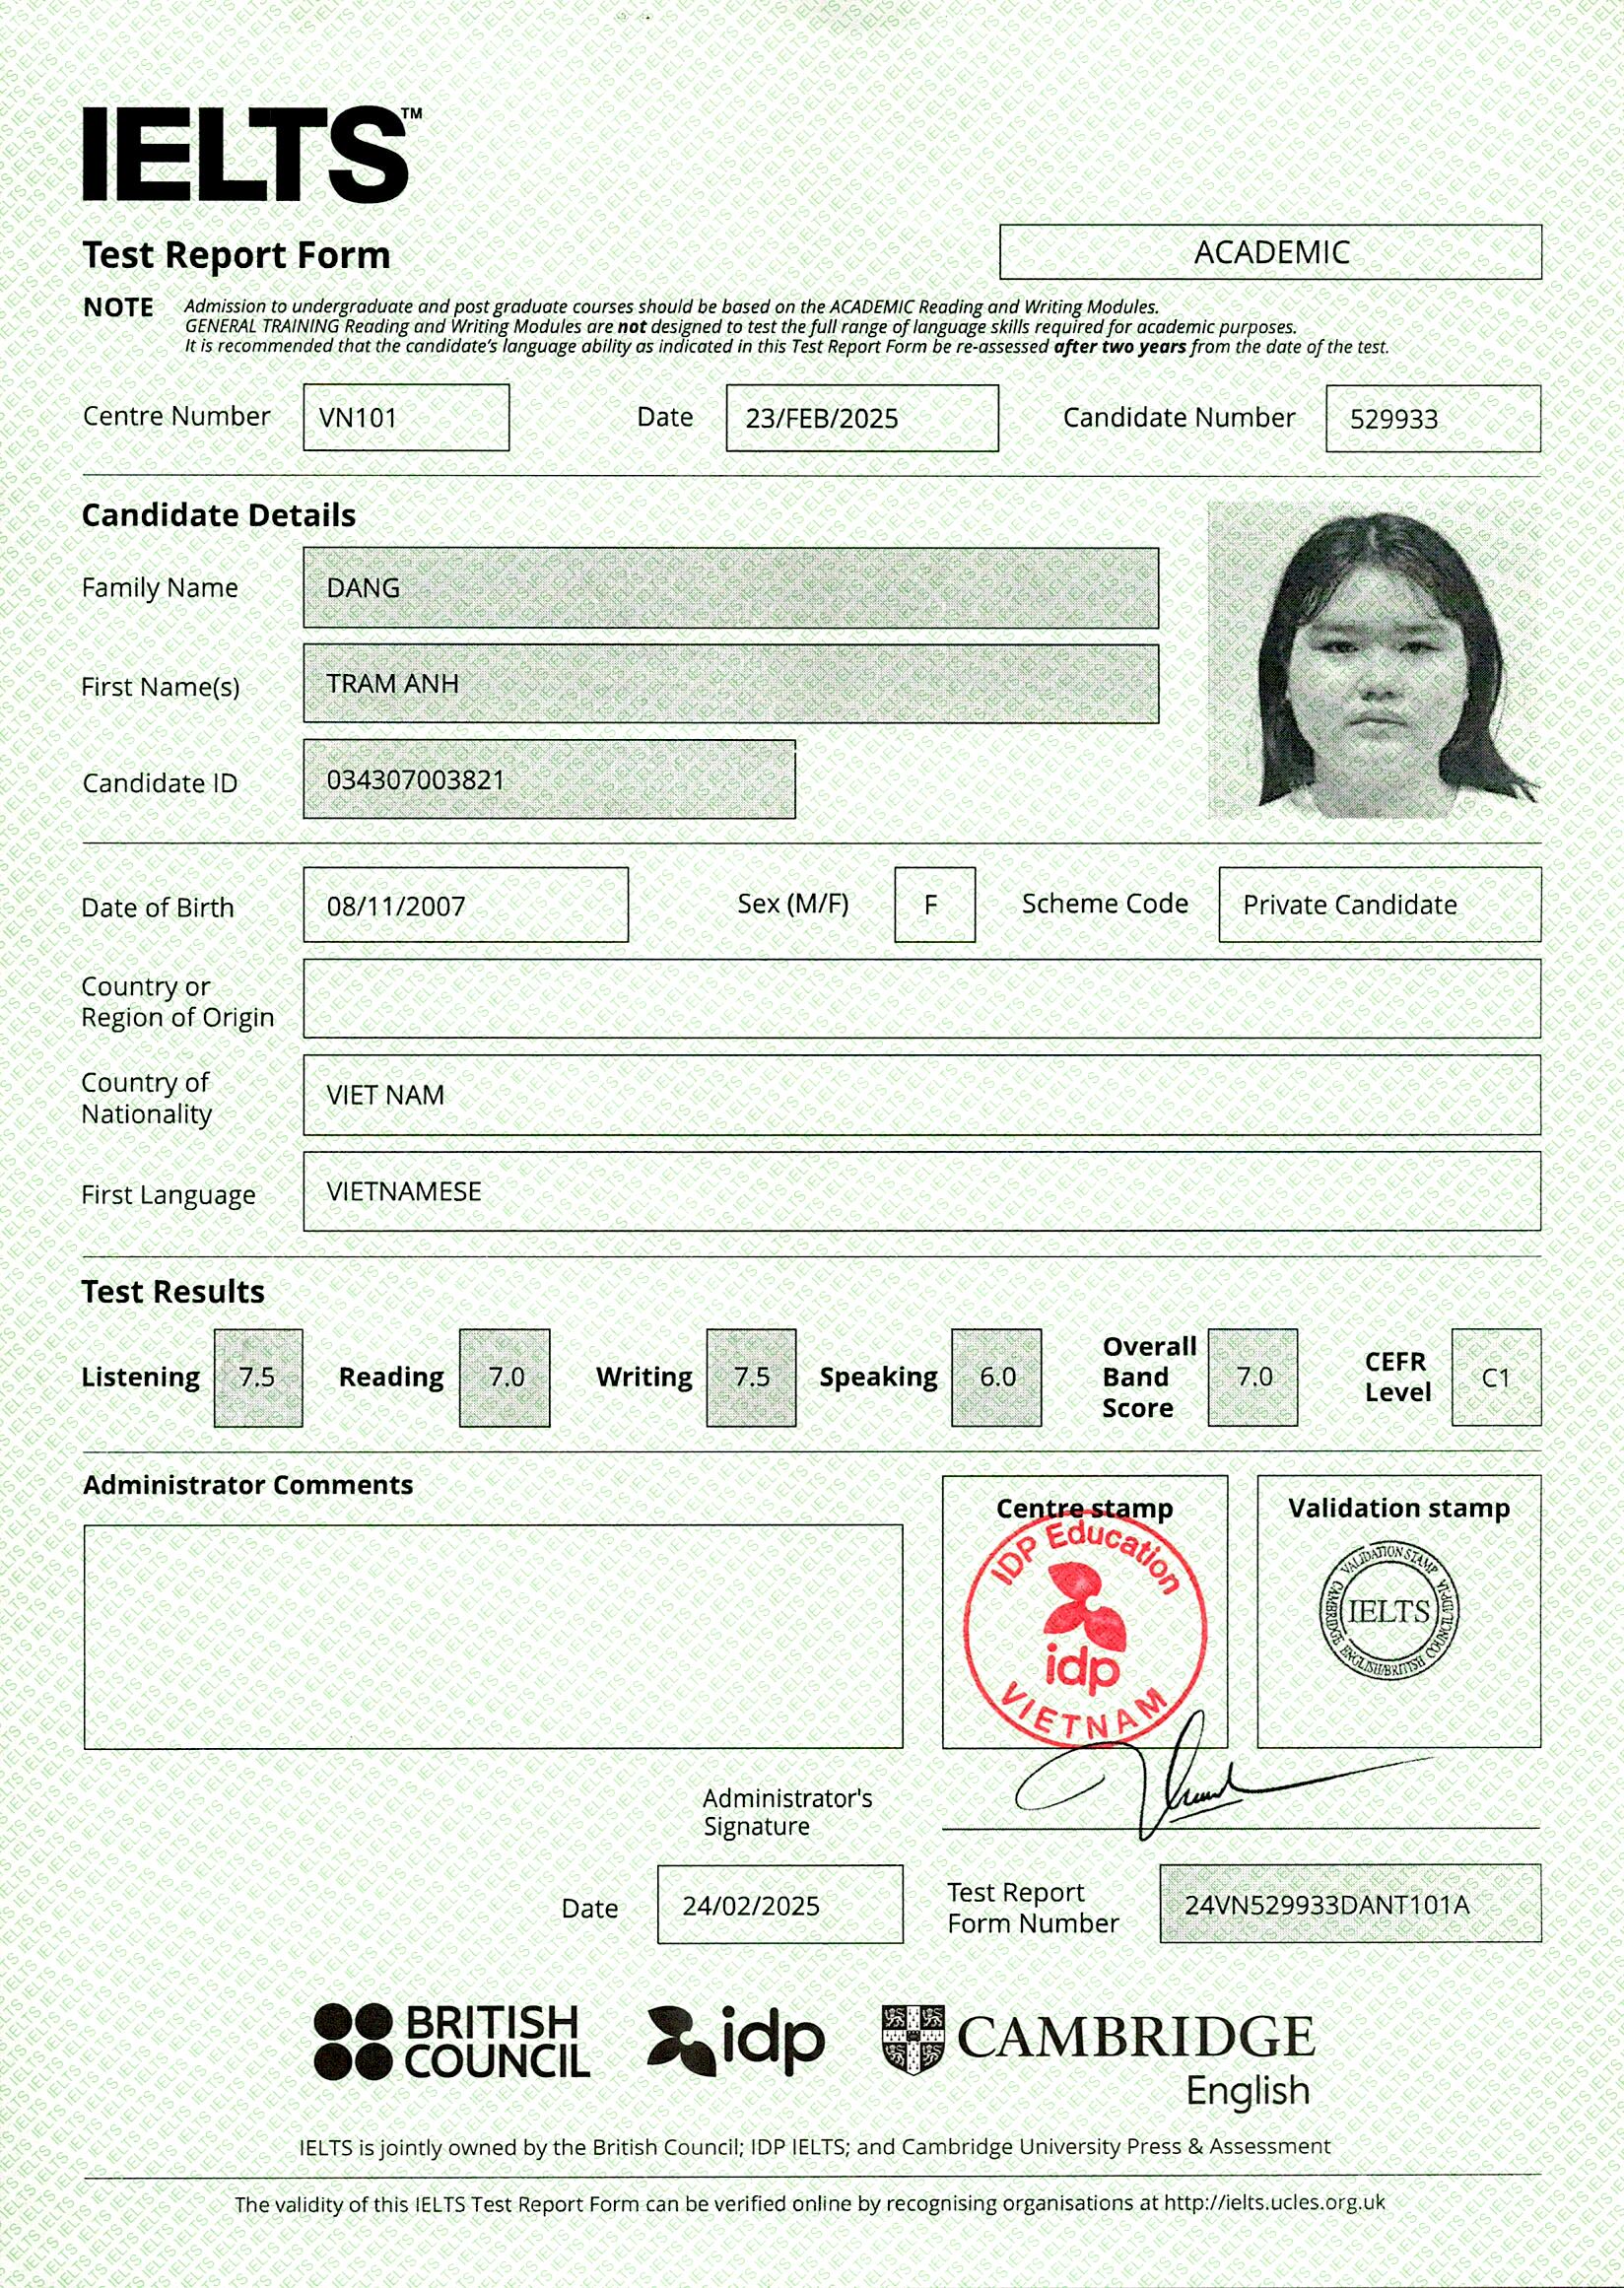 IELTS™
Test Report Form
ACADEMIC
NOTE Admission to undergraduate and post graduate courses should be based on the ACADEMIC Reading and Writing Modules.
GENERAL TRAINING Reading and Writing Modules are not designed to test the full range of language skills required for academic purposes.
It is recommended that the candidate's language ability as indicated in this Test Report Form be re-assessed after two years from the date of the test.
Centre Number VN101 Date 23/FEB/2025 Candidate Number 529933
Candidate Details
Family Name DANG
First Name(s) TRAM ANH
Candidate ID 034307003821
Date of Birth 08/11/2007 Sex (M/F) F Scheme Code Private Candidate
Country or
Region of Origin
Country of
Nationality
VIET NAM
First Language VIETNAMESE
Test Results
Listening 7.5 Reading 7.0 Writing 7.5 Speaking 6.0
Overall
Band
Score
7.0
CEFR
Level
C1
Administrator Comments
Centre stamp
IDP Education
idp
VIETNAM
Validation stamp
VALIDATION STAMP
IELTS
CAMBRIDGE ENGLISH/BRITISH COUNCIL/IDP:IA
Administrator's
Signature
Date 24/02/2025
Test Report
Form Number
24VN529933DANT101A
BRITISH
COUNCIL
idp
CAMBRIDGE
English
IELTS is jointly owned by the British Council; IDP IELTS; and Cambridge University Press & Assessment
The validity of this IELTS Test Report Form can be verified online by recognising organisations at http://ielts.ucles.org.uk